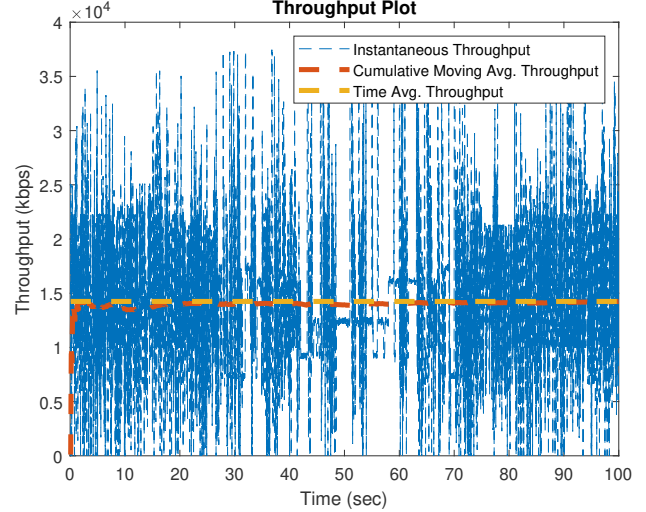 Throughput Plot
×10⁴
Instantaneous Throughput
Cumulative Moving Avg. Throughput
Time Avg. Throughput
4
3.5
3
2.5
2
1.5
1
0.5
0
Throughput (kbps)
0 10 20 30 40 50 60 70 80 90 100
Time (sec)